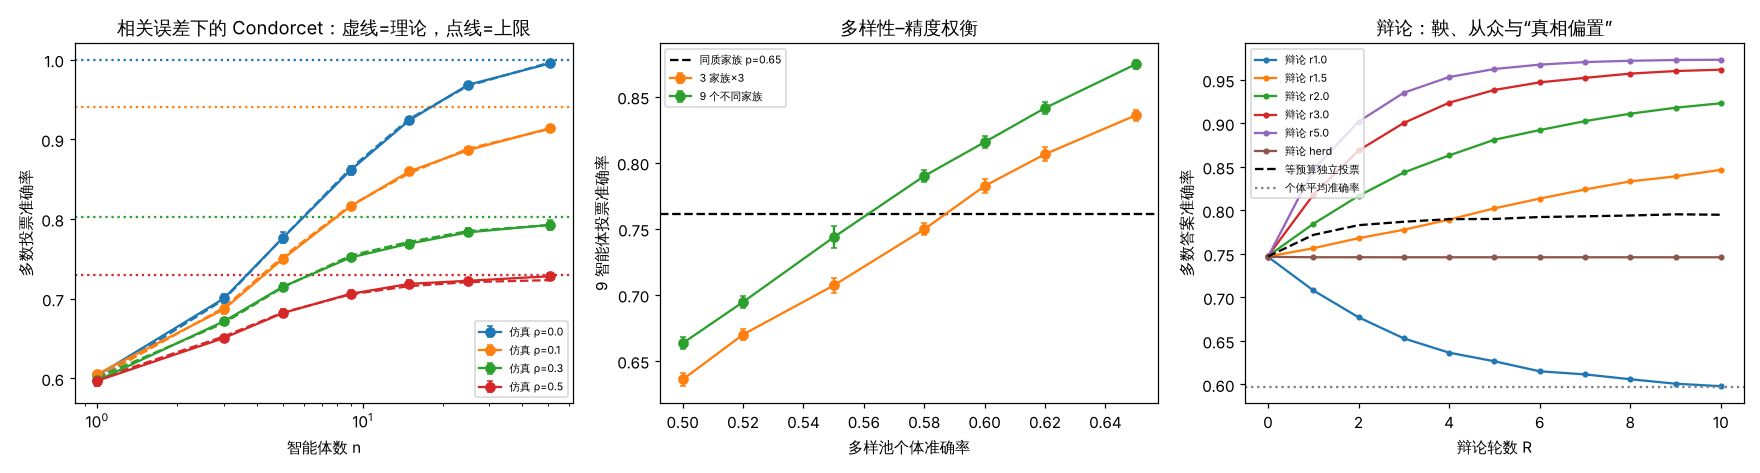 相关误差下的 Condorcet：虚线=理论，点线=上限
多数投票准确率
1.0
0.9
0.8
0.7
0.6
仿真 ρ=0.0
仿真 ρ=0.1
仿真 ρ=0.3
仿真 ρ=0.5
10⁰
10¹
智能体数 n
多样性–精度权衡
9 智能体投票准确率
同质家族 p=0.65
3 家族×3
9 个不同家族
0.85
0.80
0.75
0.70
0.65
0.50
0.52
0.54
0.56
0.58
0.60
0.62
0.64
多样池个体准确率
辩论：鞅、从众与“真相偏置”
多数答案准确率
辩论 r1.0
辩论 r1.5
辩论 r2.0
辩论 r3.0
辩论 r5.0
辩论 herd
等预算独立投票
个体平均准确率
0.95
0.90
0.85
0.80
0.75
0.70
0.65
0.60
0
2
4
6
8
10
辩论轮数 R